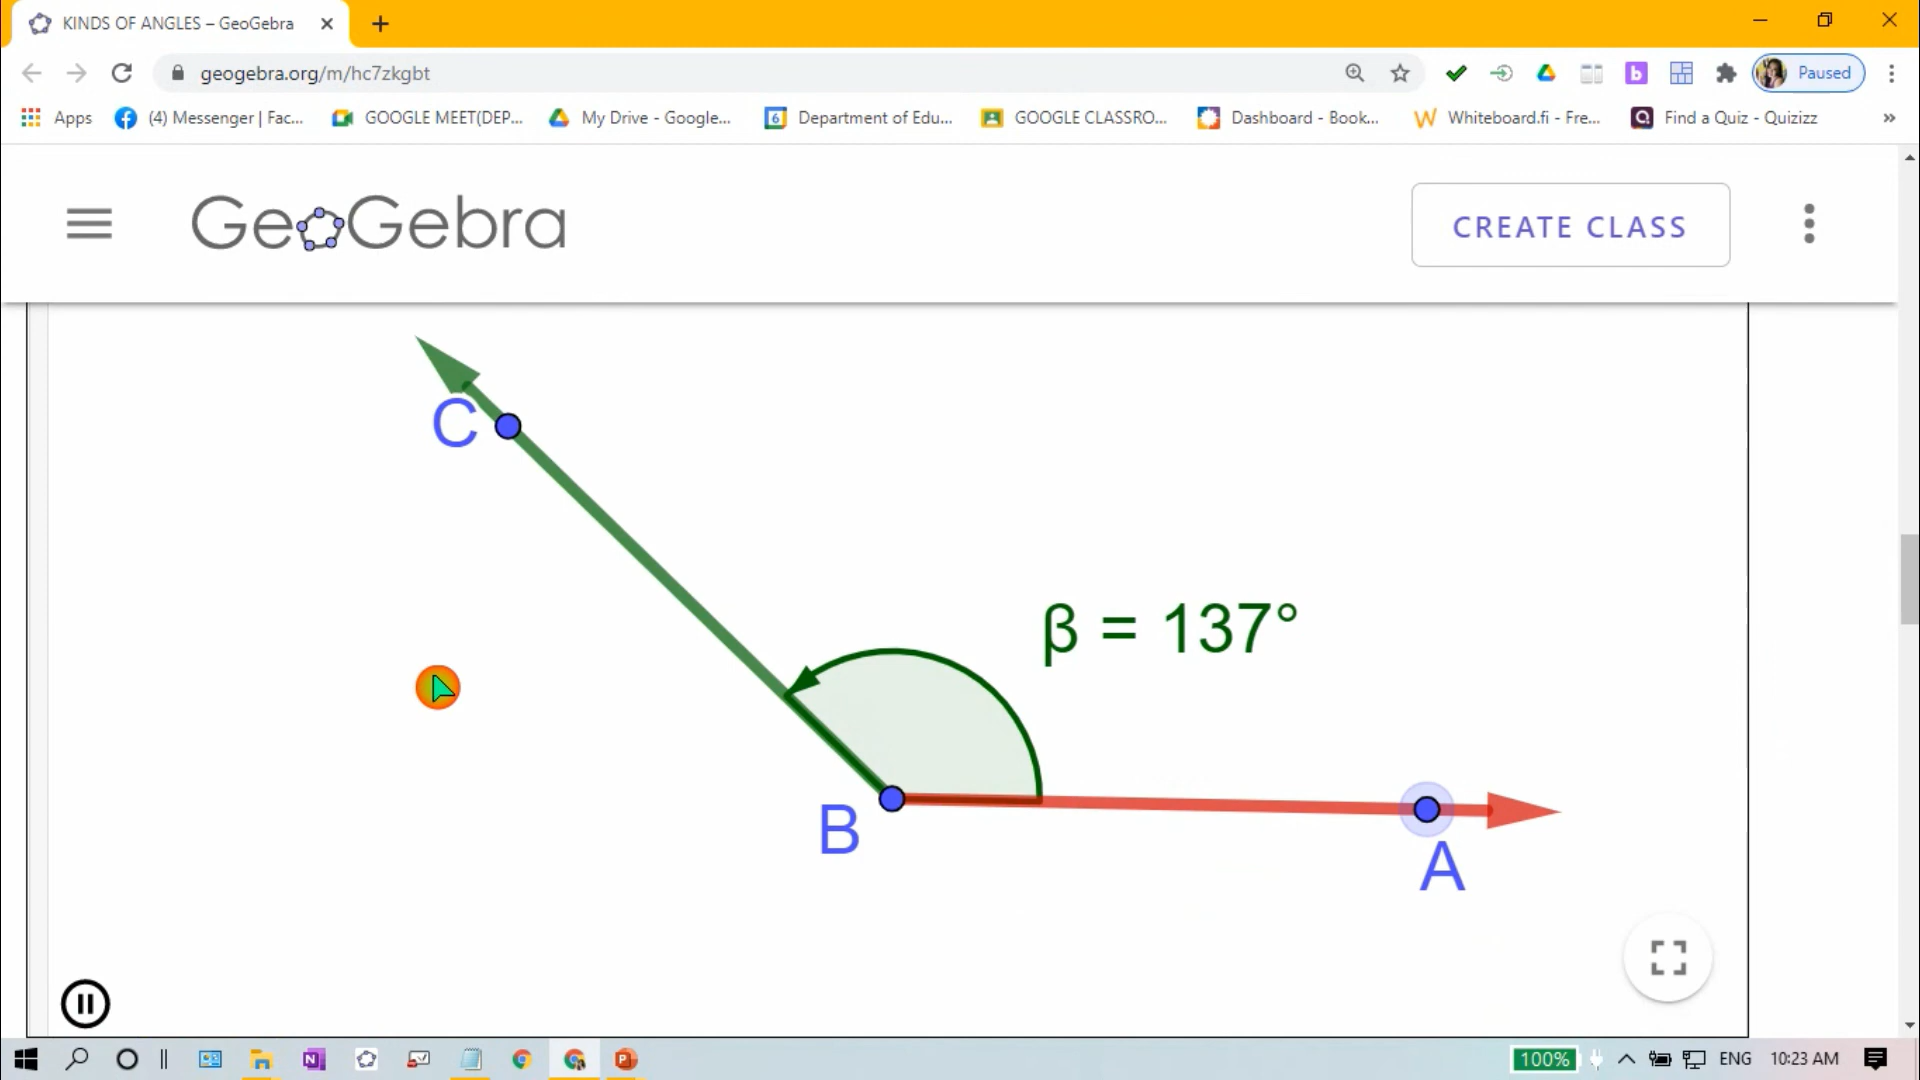 KINDS OF ANGLES – GeoGebra
geogebra.org/m/hc7zkgbt
Paused
Apps
(4) Messenger | Fac...
GOOGLE MEET(DEP...
My Drive - Google...
6
Department of Edu...
GOOGLE CLASSRO...
Dashboard - Book...
Whiteboard.fi - Fre...
Find a Quiz - Quizizz
»
GeoGebra
CREATE CLASS
C
β = 137°
B
A
100%
ENG
10:23 AM